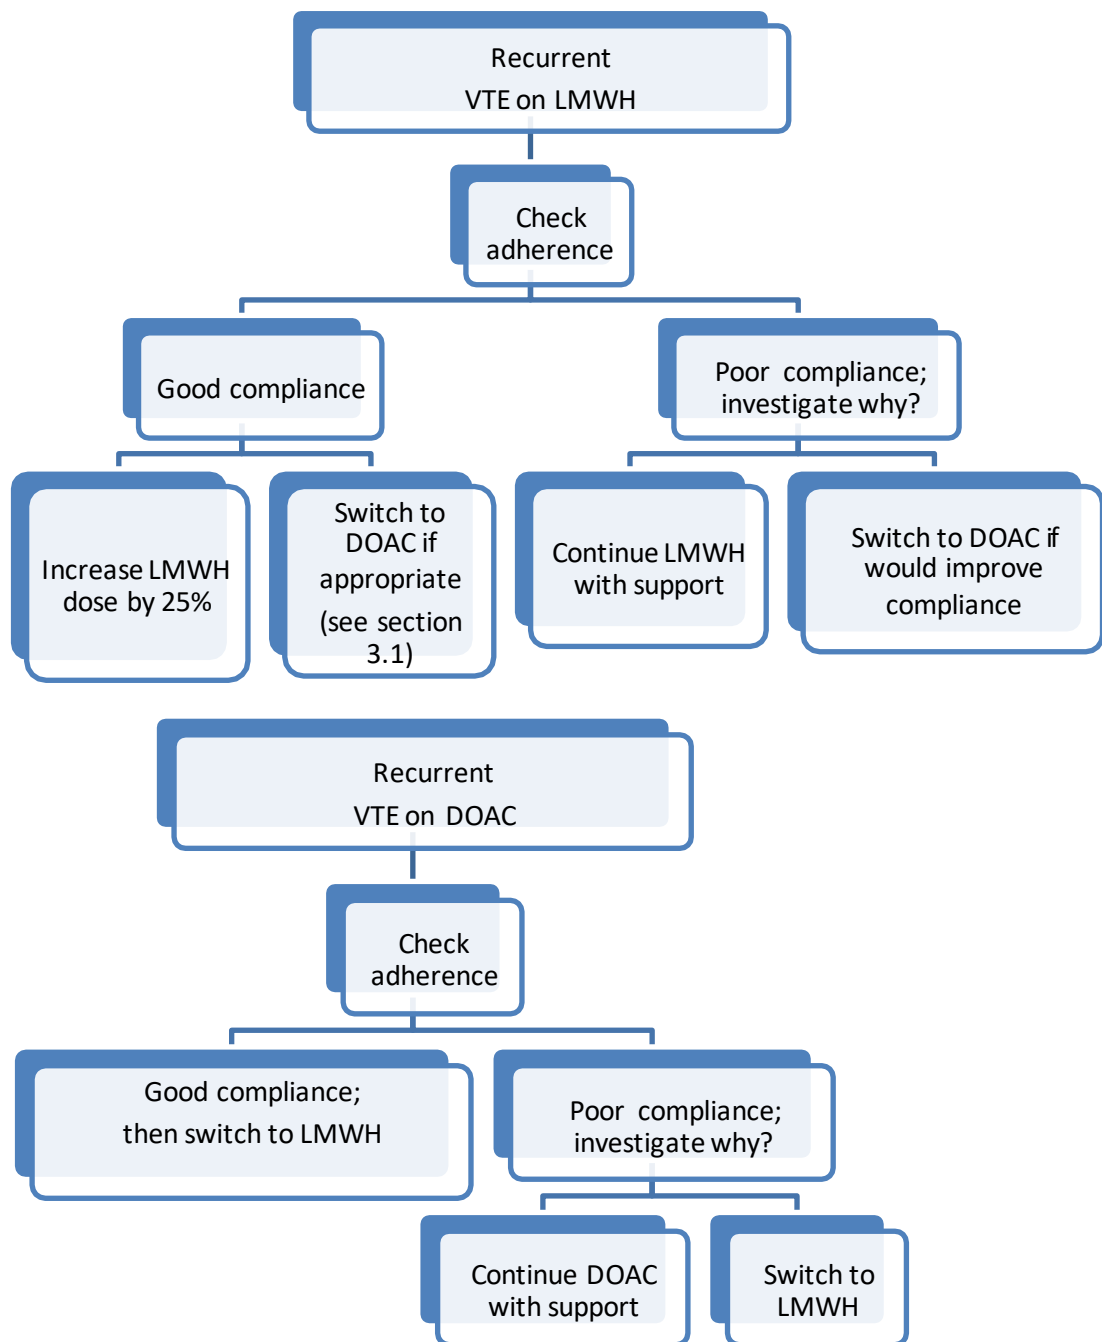 Recurrent
VTE on LMWH
Check
adherence
Good compliance
Poor compliance;
investigate why?
Increase LMWH
dose by 25%
Switch to
DOAC if
appropriate
(see section
3.1)
Continue LMWH
with support
Switch to DOAC if
would improve
compliance
Recurrent
VTE on DOAC
Check
adherence
Good compliance;
then switch to LMWH
Poor compliance;
investigate why?
Continue DOAC
with support
Switch to
LMWH